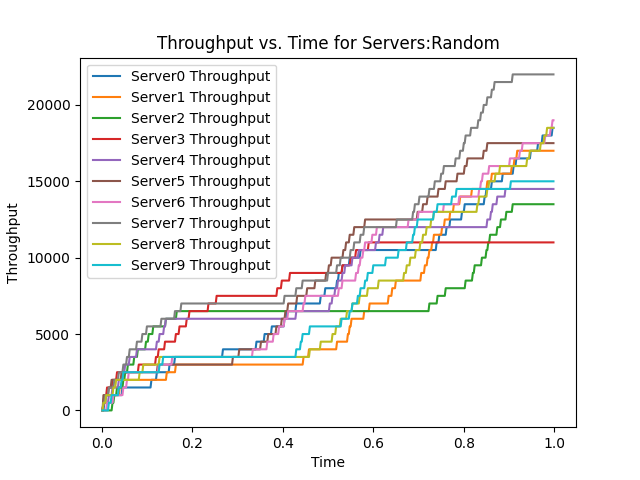 Throughput vs. Time for Servers:Random
Throughput
20000
15000
10000
5000
0
Server0 Throughput
Server1 Throughput
Server2 Throughput
Server3 Throughput
Server4 Throughput
Server5 Throughput
Server6 Throughput
Server7 Throughput
Server8 Throughput
Server9 Throughput
0.0 0.2 0.4 0.6 0.8 1.0
Time